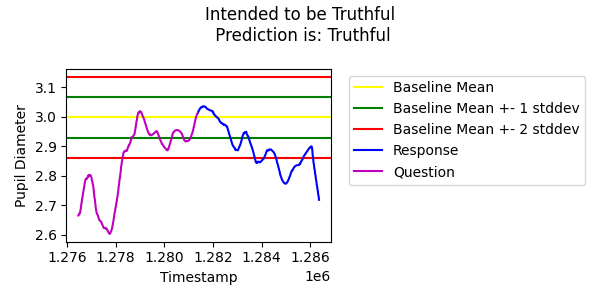 Intended to be Truthful
Prediction is: Truthful
Pupil Diameter
3.1
3.0
2.9
2.8
2.7
2.6
1.276 1.278 1.280 1.282 1.284 1.286
1e6
Timestamp
Baseline Mean
Baseline Mean +- 1 stddev
Baseline Mean +- 2 stddev
Response
Question